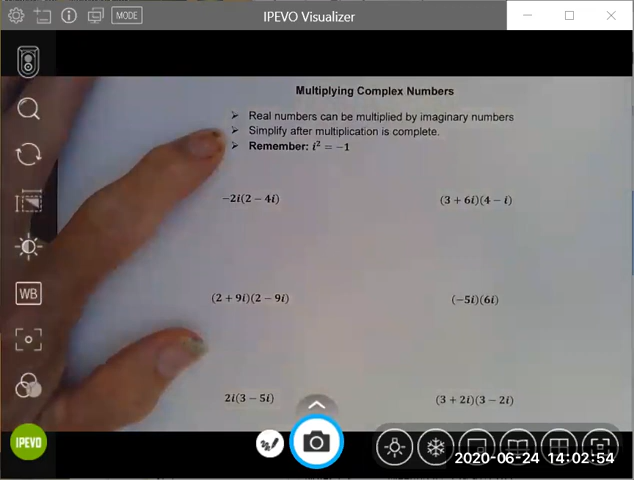 IPEVO Visualizer
MODE
Multiplying Complex Numbers
➤ Real numbers can be multiplied by imaginary numbers
➤ Simplify after multiplication is complete.
➤ Remember: i² = −1
−2i(2 − 4i)
(3 + 6i)(4 − i)
WB
(2 + 9i)(2 − 9i)
(−5i)(6i)
2i(3 − 5i)
(3 + 2i)(3 − 2i)
IPEVO
2020-06-24 14:02:54